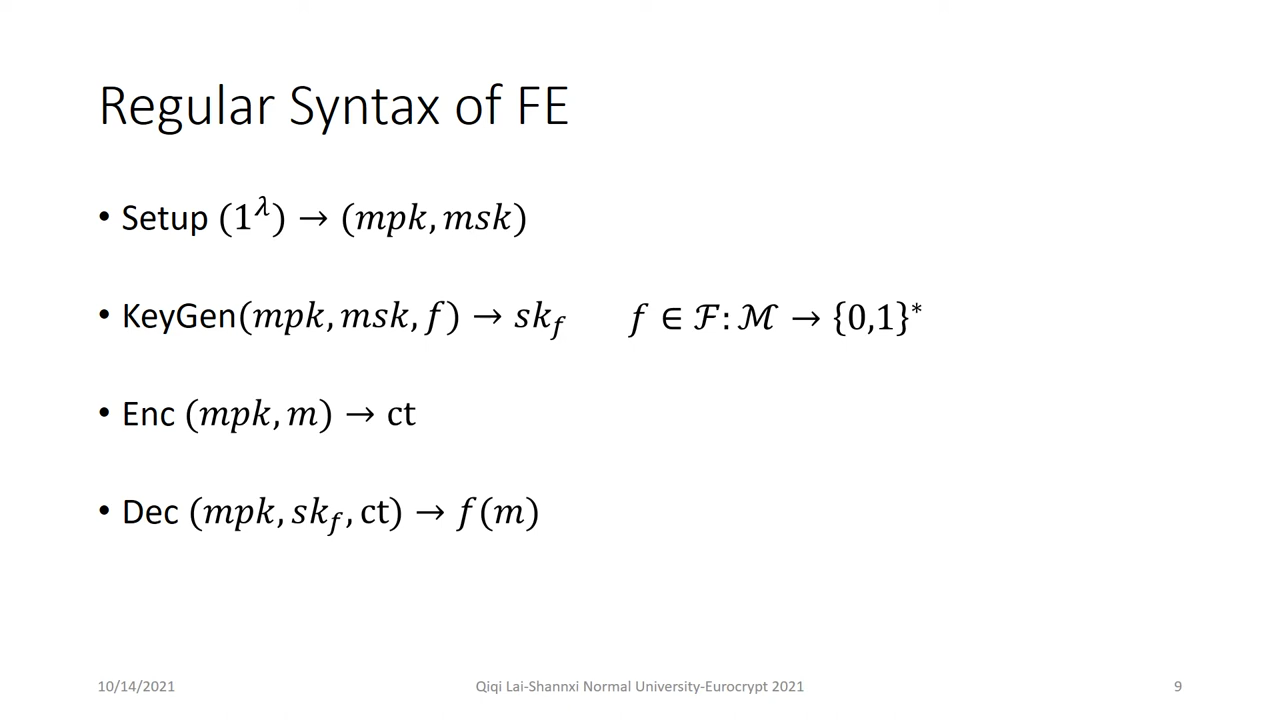 Regular Syntax of FE
• Setup (1^λ) → (mpk, msk)
• KeyGen(mpk, msk, f) → sk_f f ∈ ℱ: ℳ → {0,1}*
• Enc (mpk, m) → ct
• Dec (mpk, sk_f, ct) → f(m)
10/14/2021 Qiqi Lai-Shannxi Normal University-Eurocrypt 2021 9